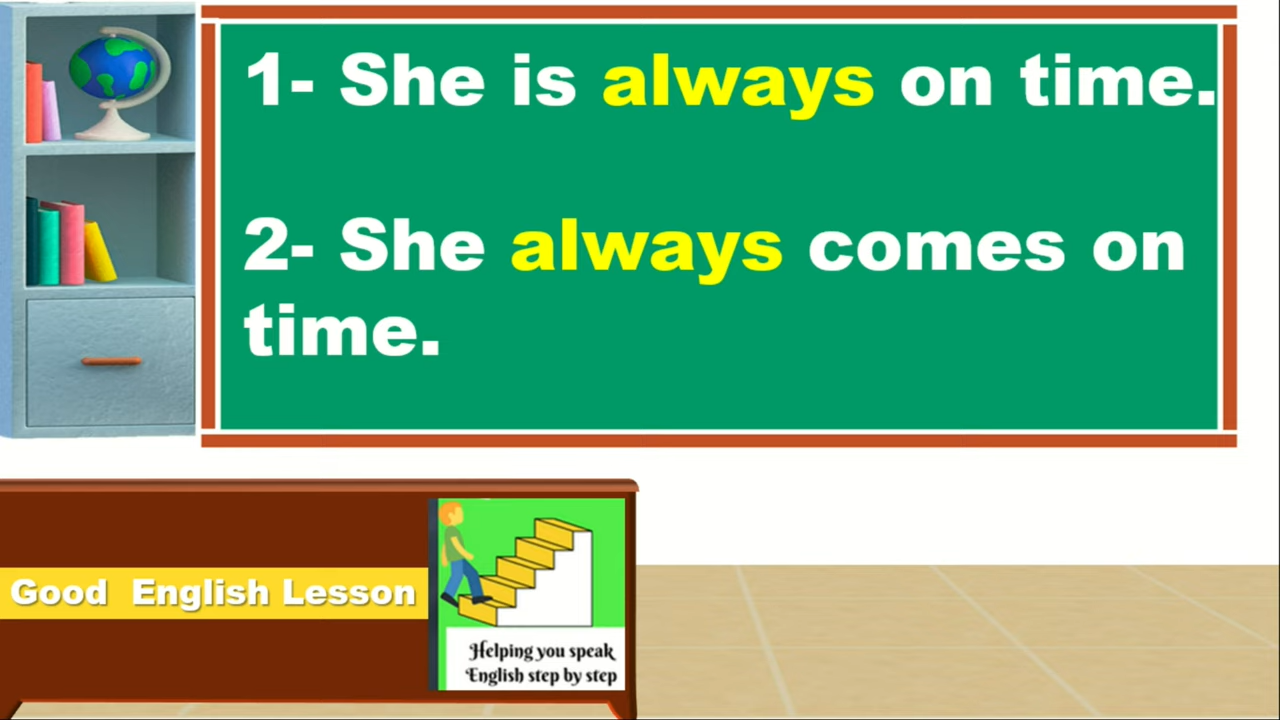 1- She is always on time.
2- She always comes on
time.
Good English Lesson
Helping you speak
English step by step